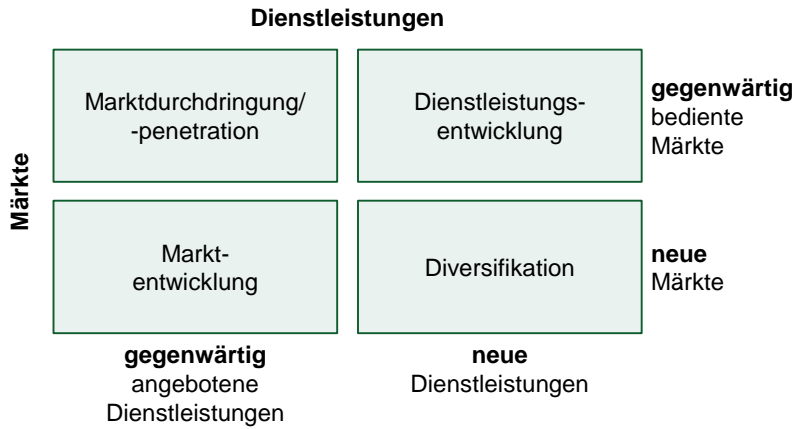 Dienstleistungen
Marktdurchdringung/
-penetration
Dienstleistungs-
entwicklung
gegenwärtig
bediente
Märkte
Märkte
Markt-
entwicklung
Diversifikation
neue
Märkte
gegenwärtig
angebotene
Dienstleistungen
neue
Dienstleistungen